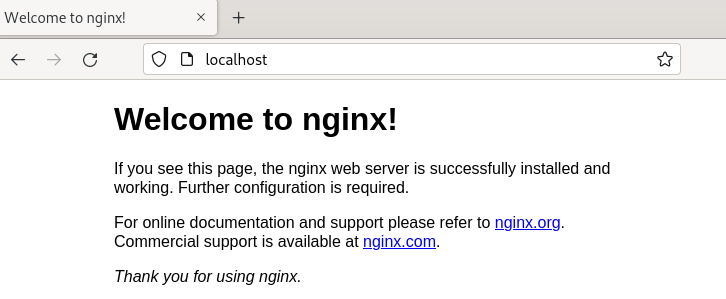 Welcome to nginx!
localhost
Welcome to nginx!
If you see this page, the nginx web server is successfully installed and
working. Further configuration is required.
For online documentation and support please refer to nginx.org.
Commercial support is available at nginx.com.
Thank you for using nginx.